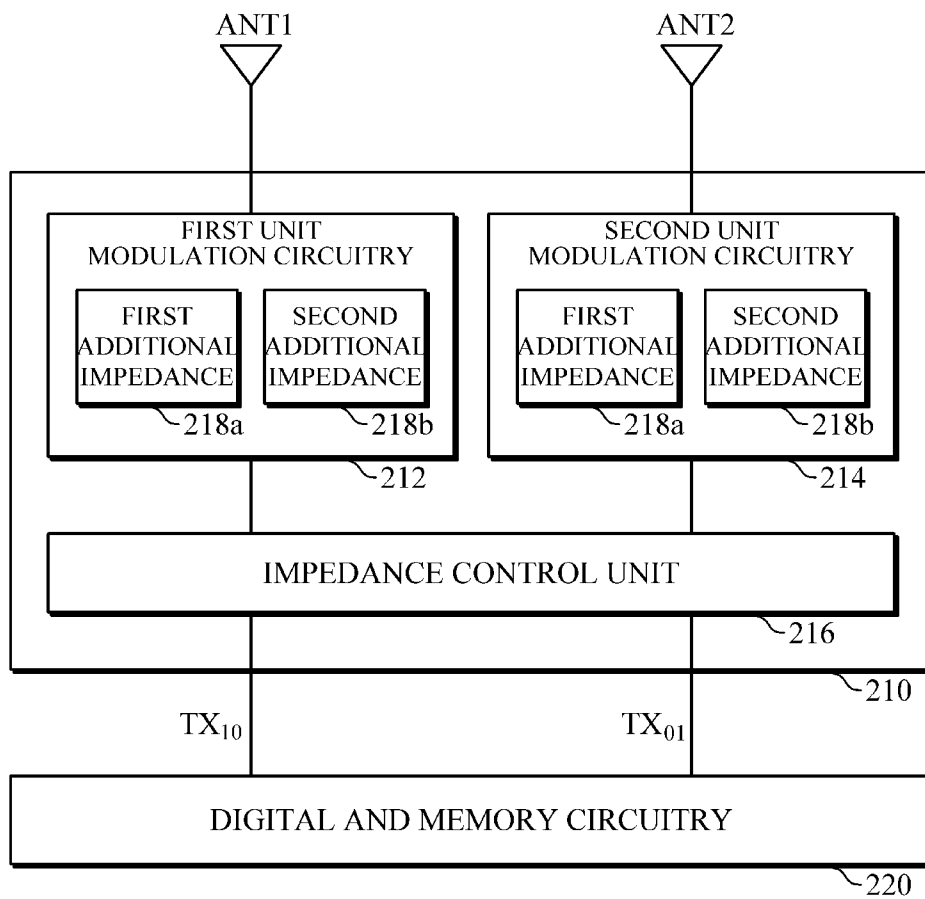 ANT1
ANT2
FIRST UNIT
MODULATION CIRCUITRY
FIRST
ADDITIONAL
IMPEDANCE
218a
SECOND
ADDITIONAL
IMPEDANCE
218b
212
SECOND UNIT
MODULATION CIRCUITRY
FIRST
ADDITIONAL
IMPEDANCE
218a
SECOND
ADDITIONAL
IMPEDANCE
218b
214
IMPEDANCE CONTROL UNIT
216
210
TX10
TX01
DIGITAL AND MEMORY CIRCUITRY
220